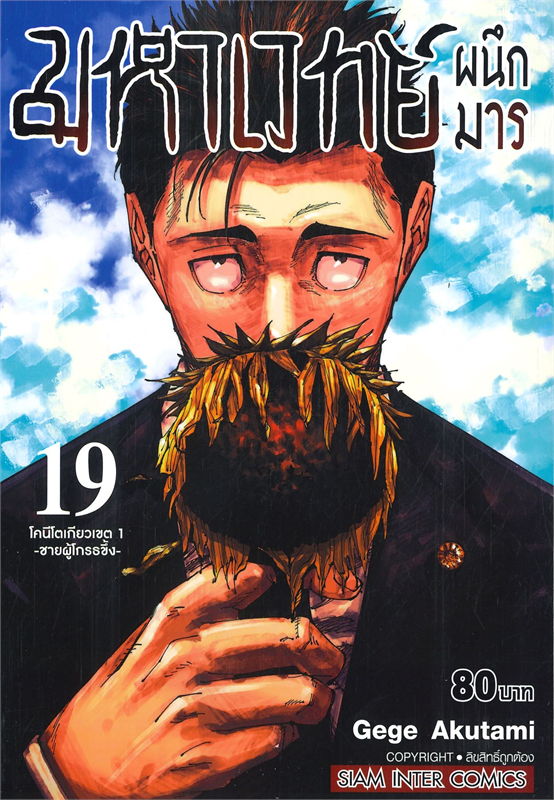 มหาเวทย์
ผนึก
มาร
19
โคนีโตเกียวเขต 1
-ชายผู้โกรธขึ้ง-
80 บาท
Gege Akutami
COPYRIGHT • ลิขสิทธิ์ถูกต้อง
SIAM INTER COMICS